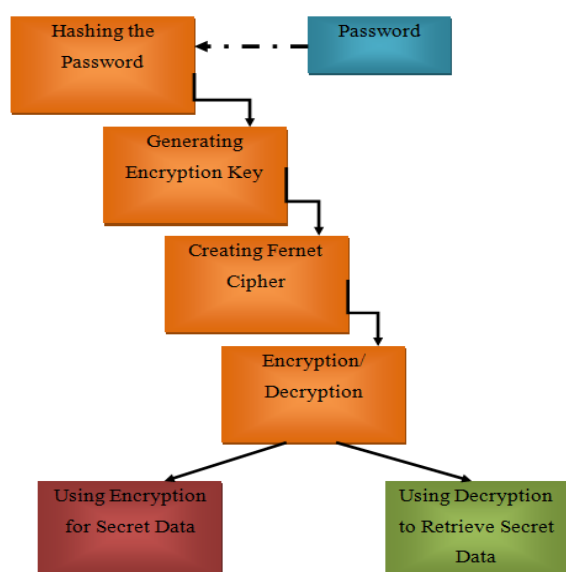 Hashing the
Password
Password
Generating
Encryption Key
Creating Fernet
Cipher
Encryption/
Decryption
Using Encryption
for Secret Data
Using Decryption
to Retrieve Secret
Data